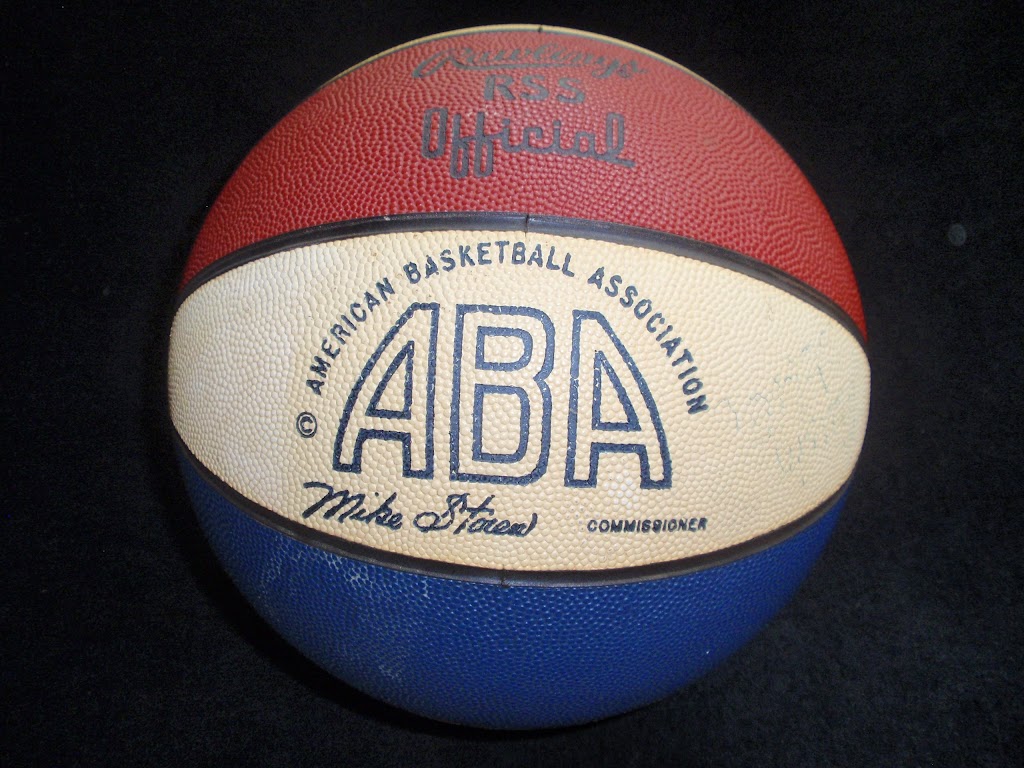 Rawlings
RSS
Official
© AMERICAN BASKETBALL ASSOCIATION
ABA
Mike Storen
COMMISSIONER